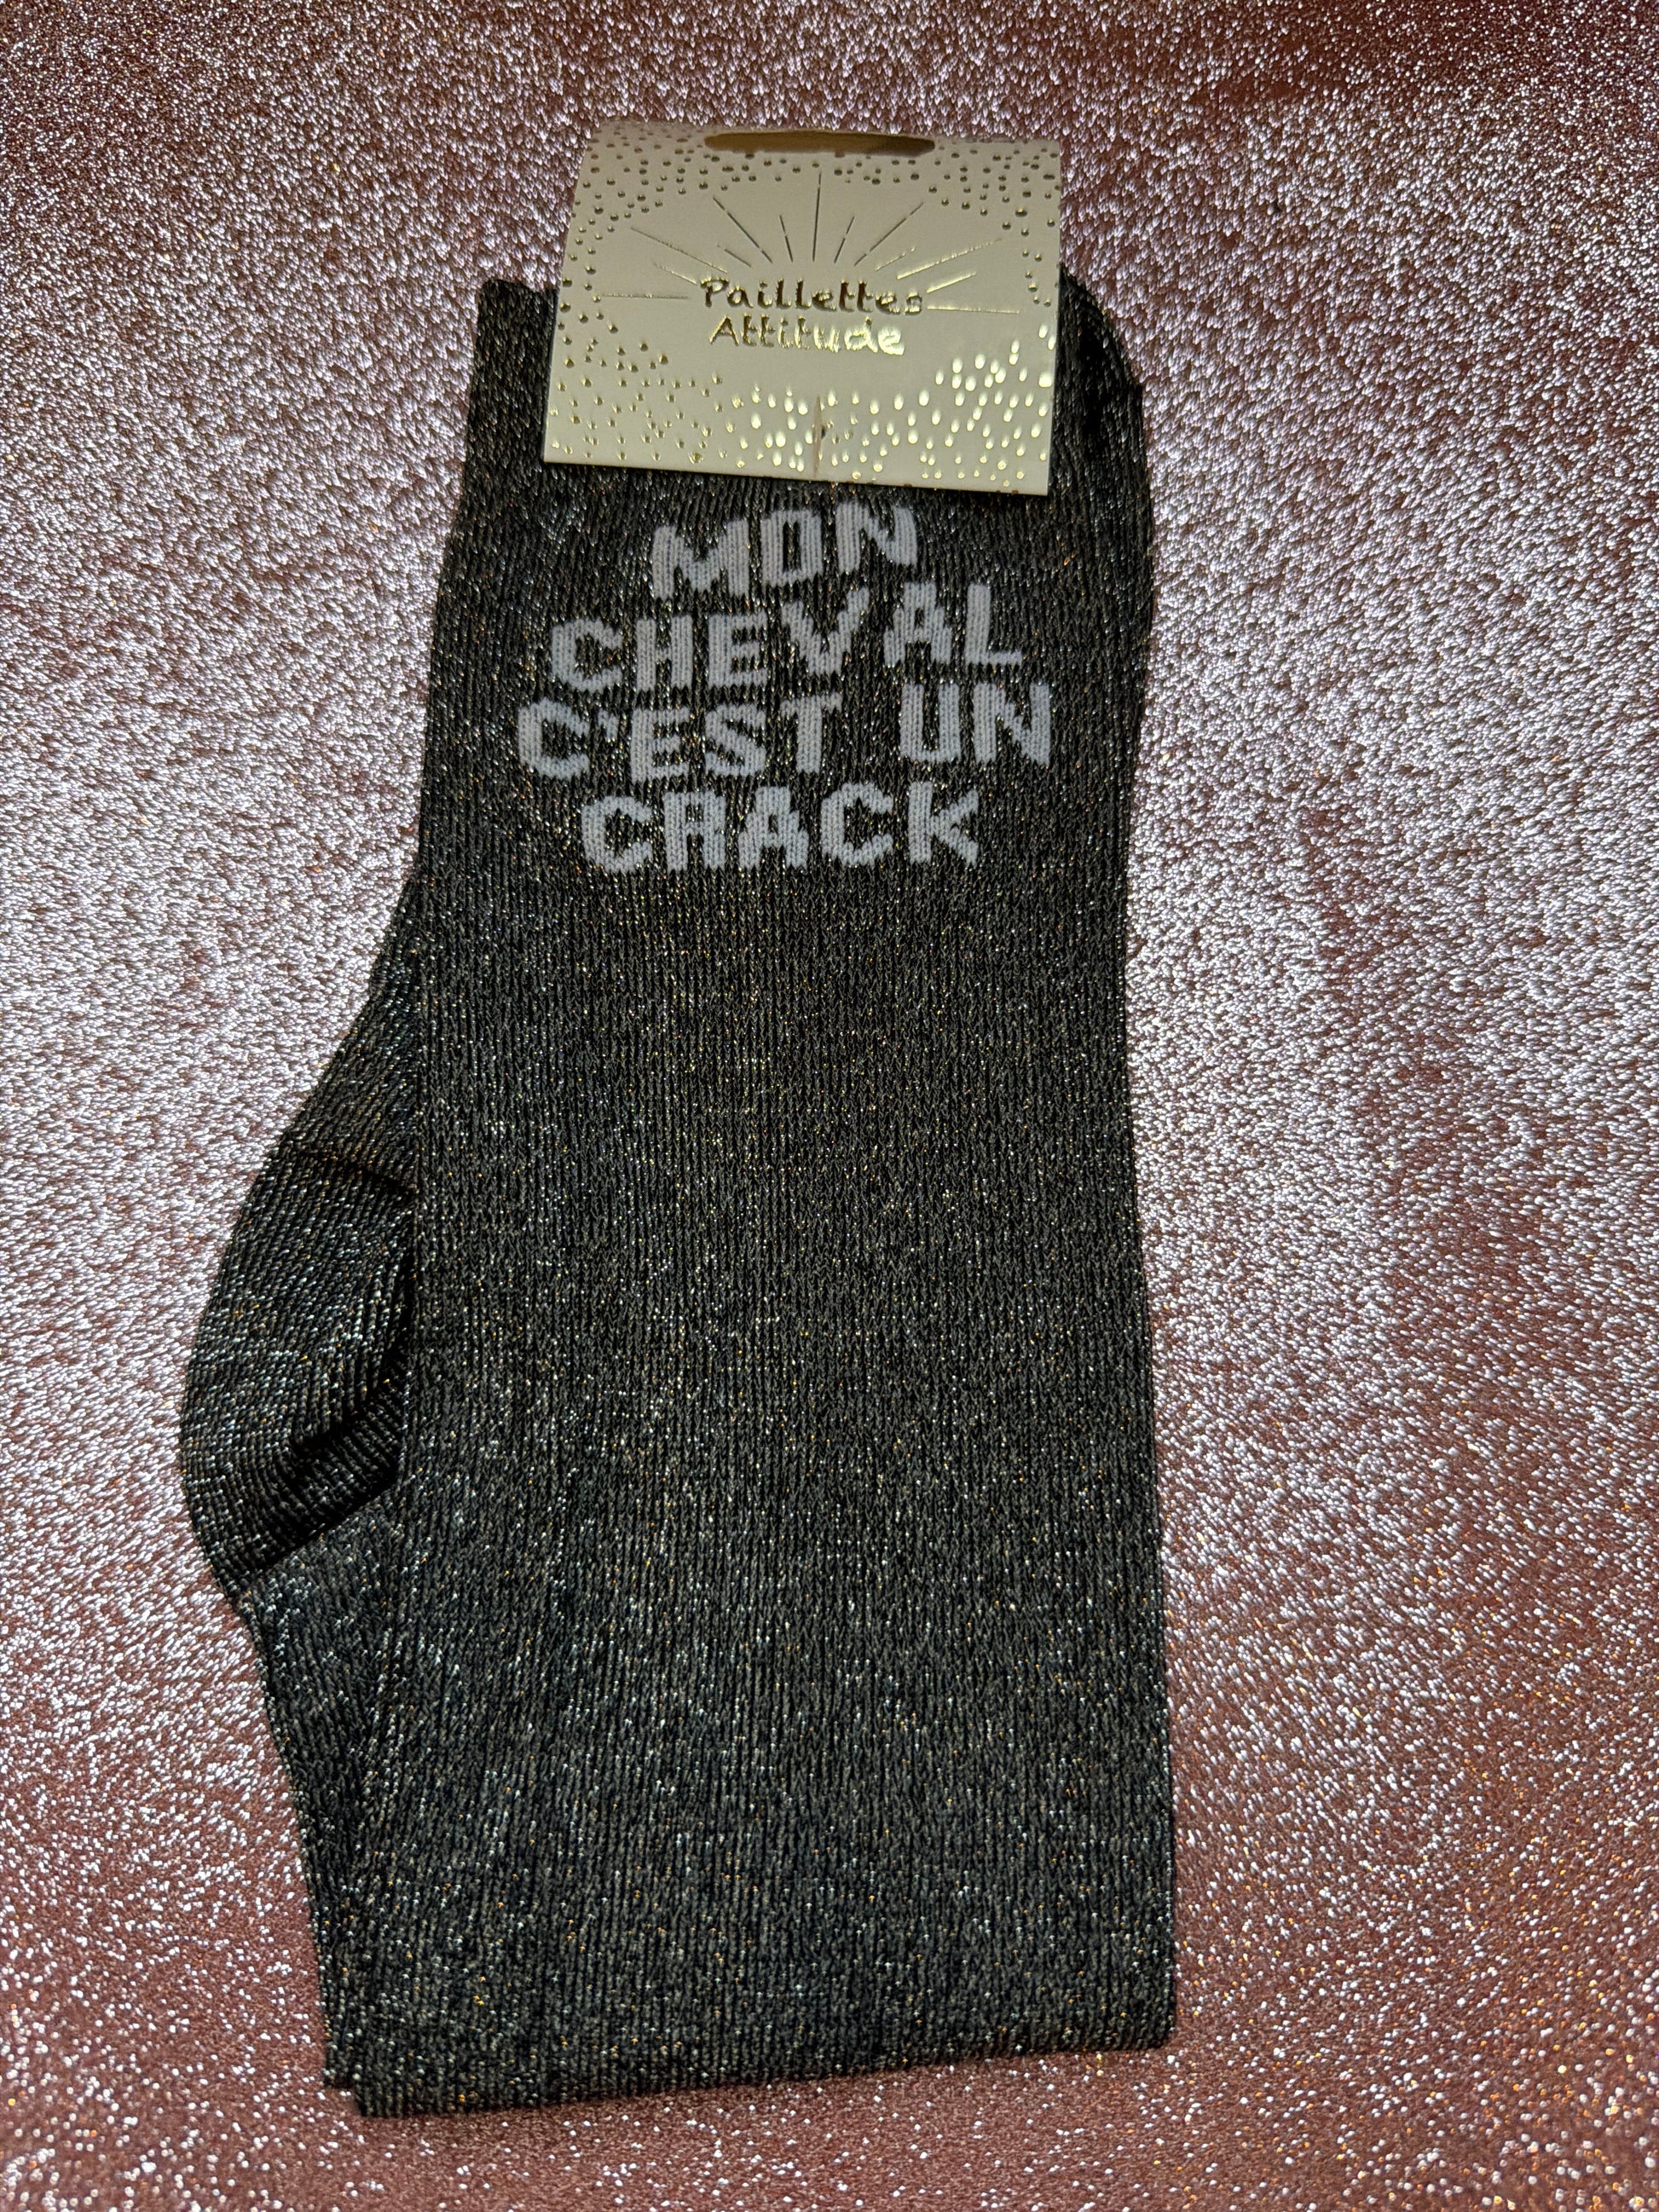 Paillettes
Attitude
MON
CHEVAL
C'EST UN
CRACK